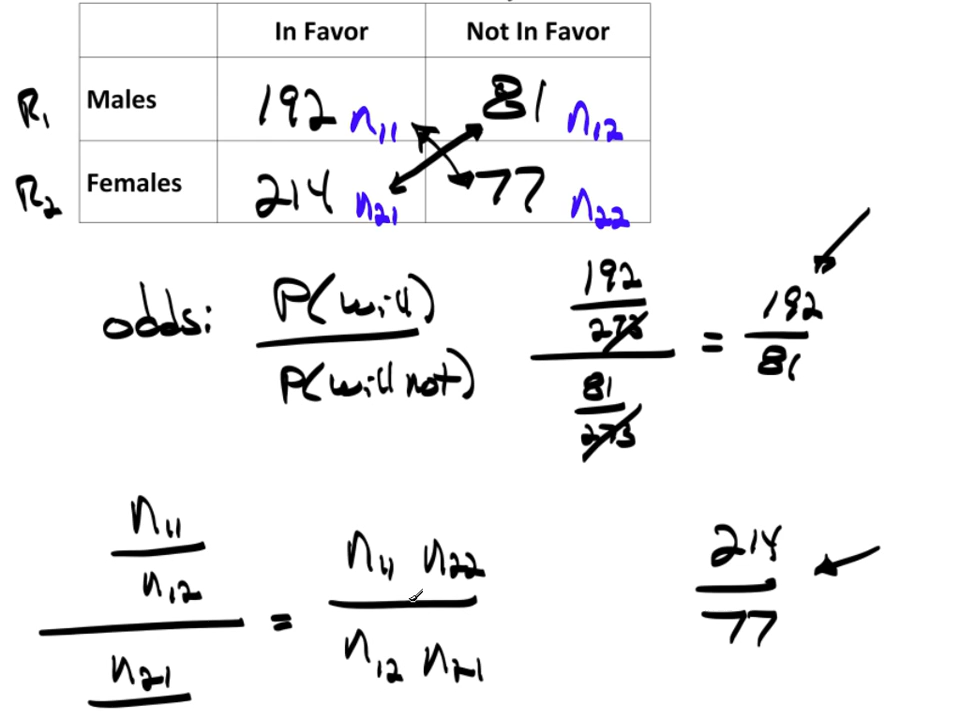 In Favor Not In Favor
R1 Males 192 n11 81 n12
R2 Females 214 n21 77 n22
odds: P(will) / P(will not)
192/273 / 81/273 = 192/81
n11/n12 / n21 = n11 n22 / n12 n21
214/77